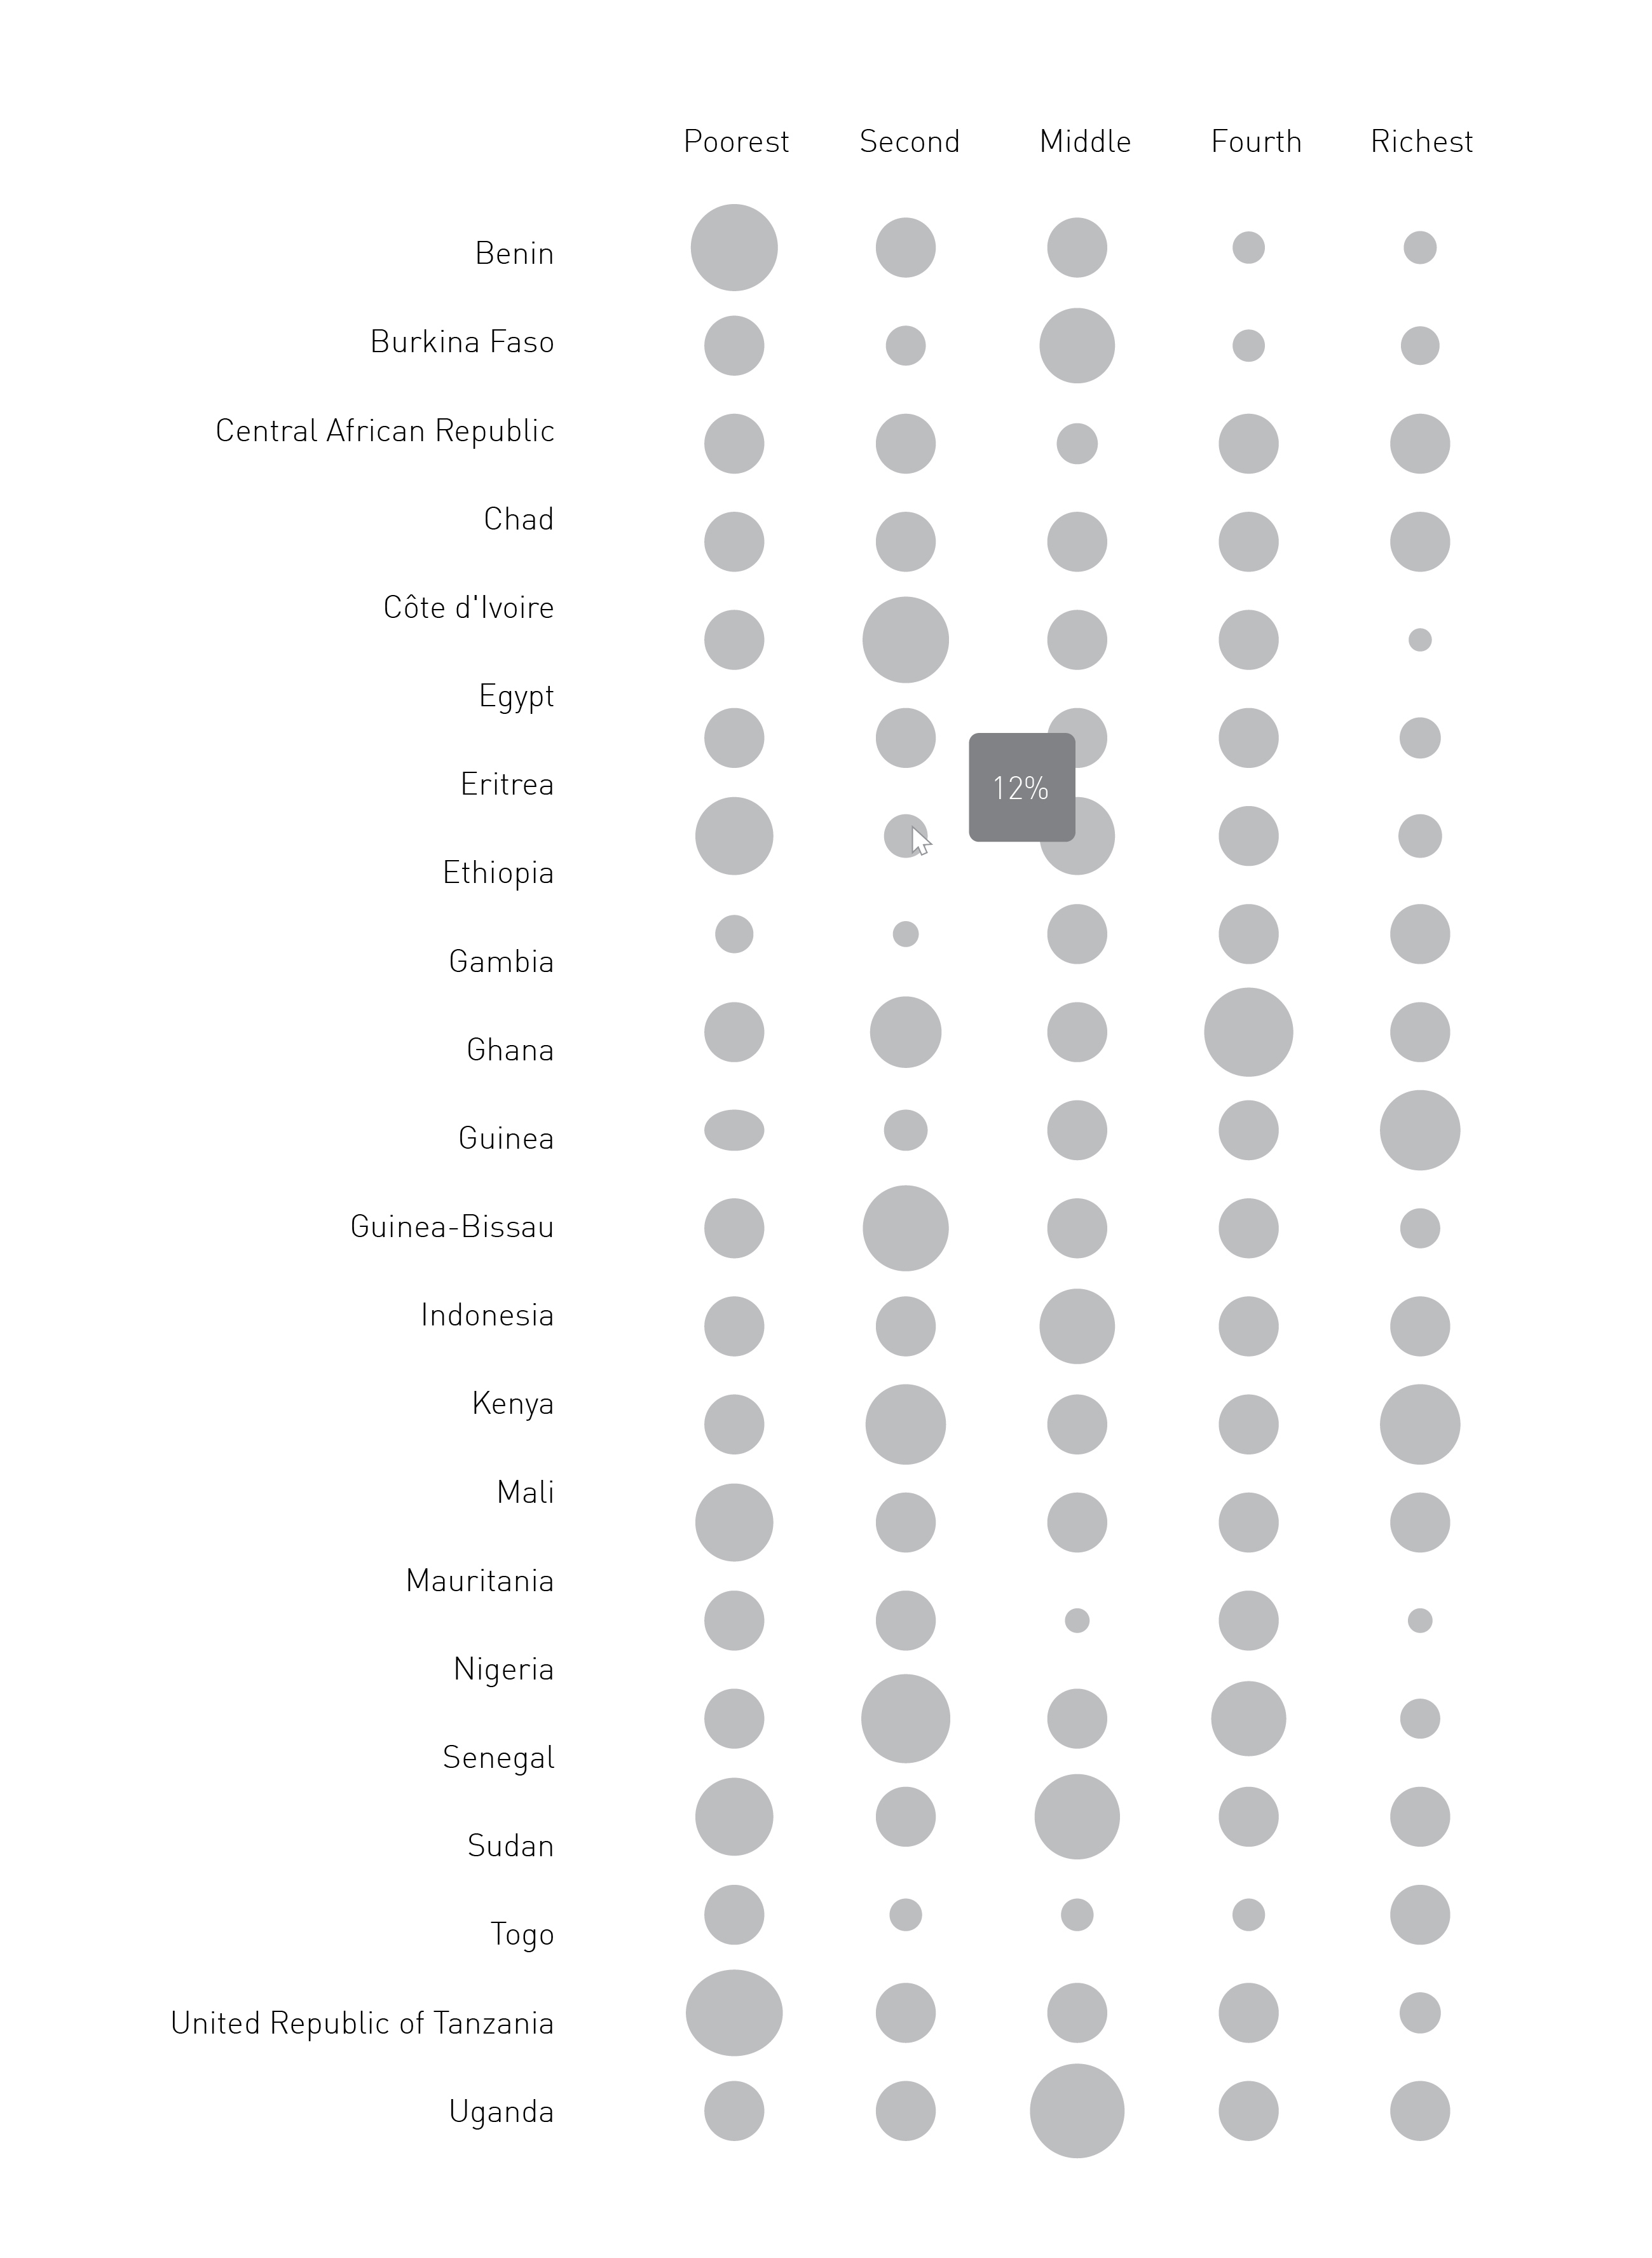 Poorest Second Middle Fourth Richest
Benin
Burkina Faso
Central African Republic
Chad
Côte d'Ivoire
Egypt
Eritrea
12%
Ethiopia
Gambia
Ghana
Guinea
Guinea-Bissau
Indonesia
Kenya
Mali
Mauritania
Nigeria
Senegal
Sudan
Togo
United Republic of Tanzania
Uganda